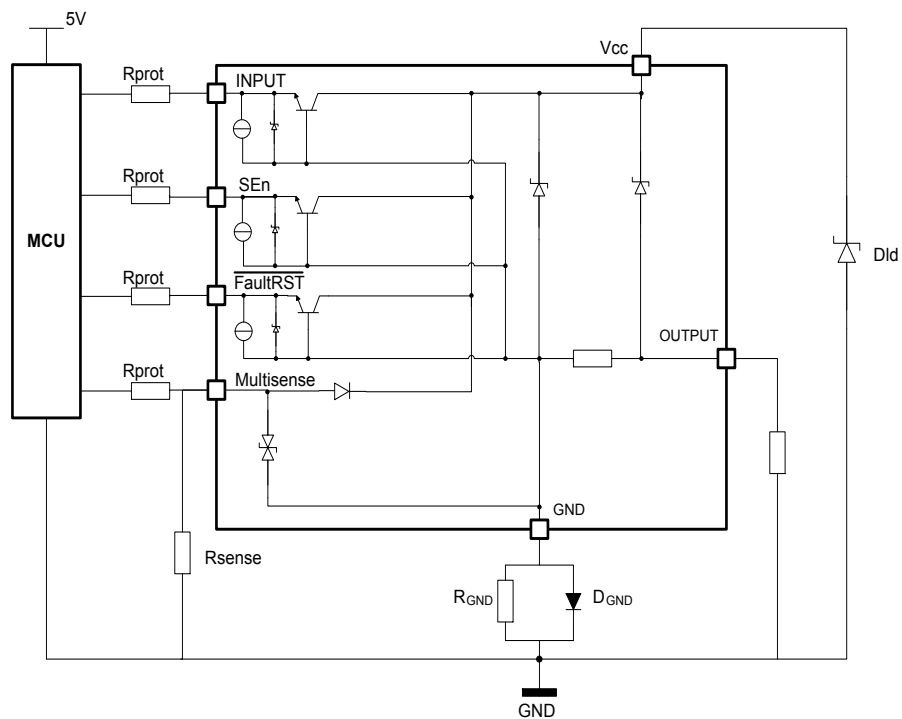 5V
Vcc
Rprot
INPUT
Rprot
SEn
MCU
Dld
Rprot
FaultRST
OUTPUT
Rprot
Multisense
GND
Rsense
RGND
DGND
GND